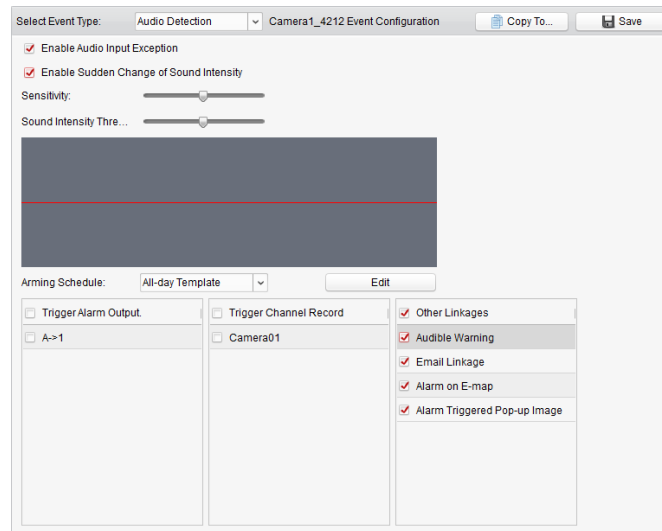 Select Event Type: Audio Detection Camera1_4212 Event Configuration Copy To... Save
Enable Audio Input Exception
Enable Sudden Change of Sound Intensity
Sensitivity:
Sound Intensity Thre...
Arming Schedule: All-day Template Edit
Trigger Alarm Output. Trigger Channel Record Other Linkages
A->1 Camera01 Audible Warning
Email Linkage
Alarm on E-map
Alarm Triggered Pop-up Image